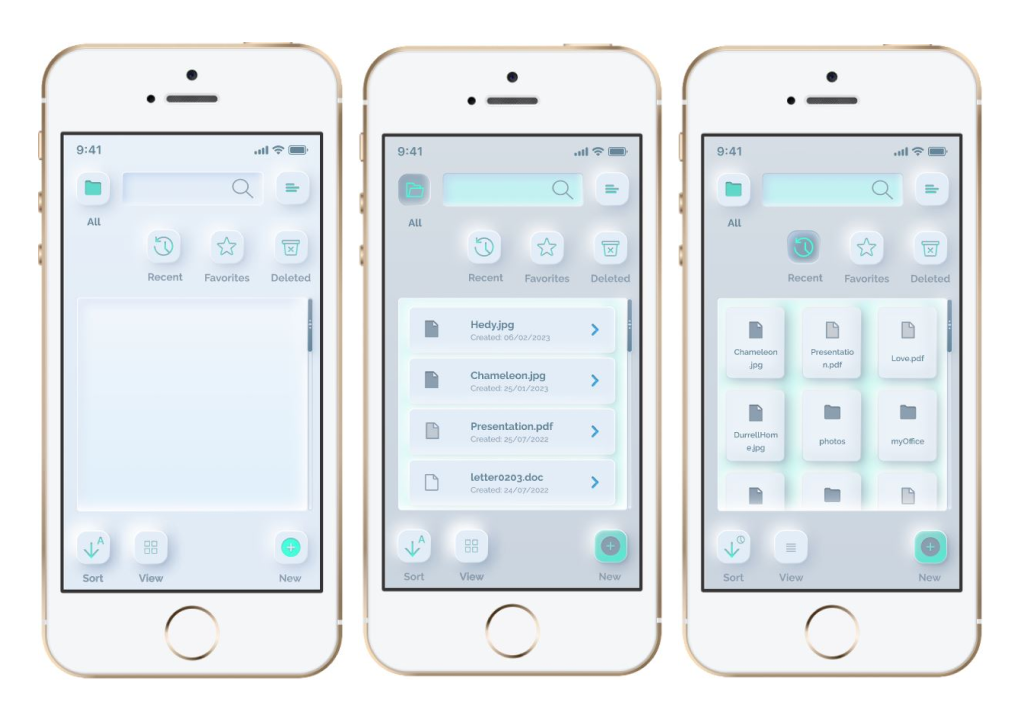 9:41
All
Recent Favorites Deleted
A
Sort View New
9:41
All
Recent Favorites Deleted
Hedy.jpg
Created: 06/02/2023
Chameleon.jpg
Created: 25/01/2023
Presentation.pdf
Created: 25/07/2022
letter0203.doc
Created: 24/07/2022
A
Sort View New
9:41
All
Recent Favorites Deleted
Chameleon
.jpg
Presentatio
n.pdf
Love.pdf
DurrellHom
e.jpg
photos
myOffice
Sort View New